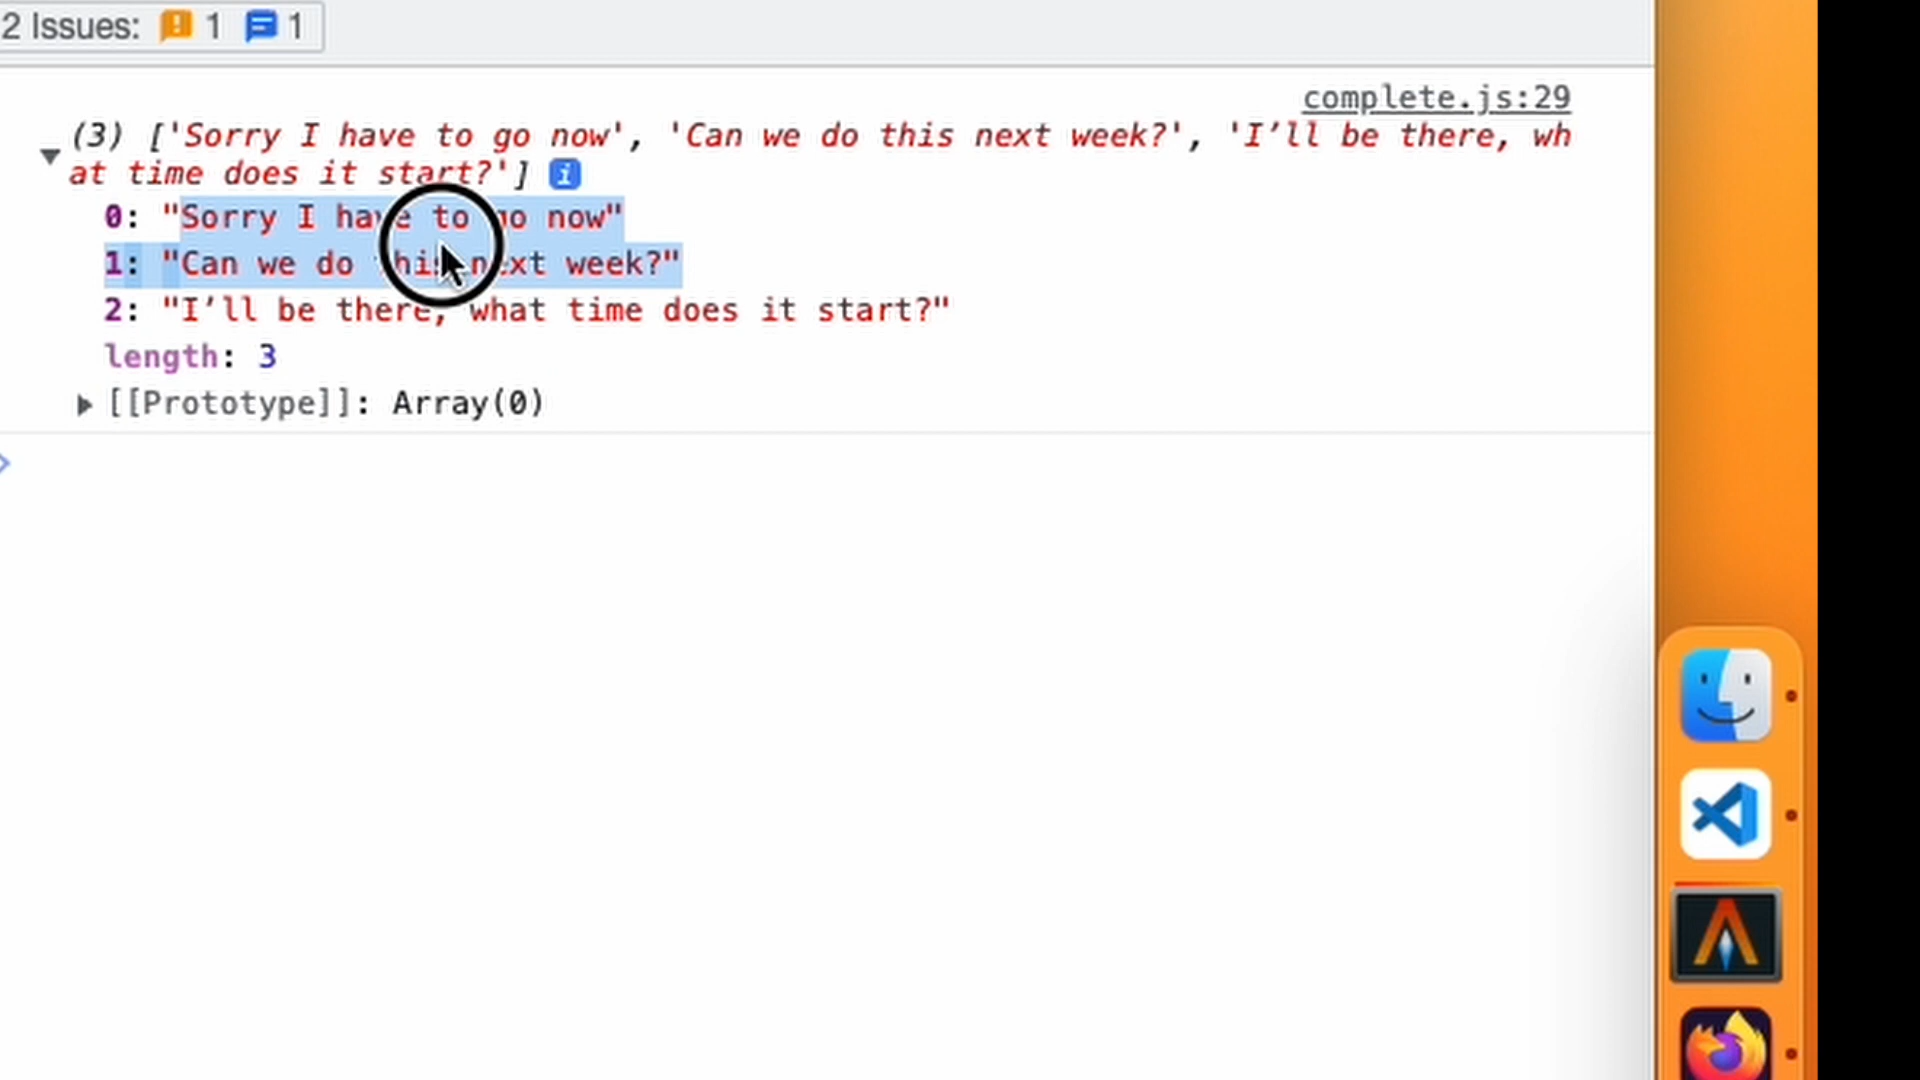 2 Issues: 1 1
complete.js:29
(3) ['Sorry I have to go now', 'Can we do this next week?', 'I’ll be there, wh
at time does it start?'] i
0: "Sorry I have to go now"
1: "Can we do this next week?"
2: "I’ll be there, what time does it start?"
length: 3
[[Prototype]]: Array(0)